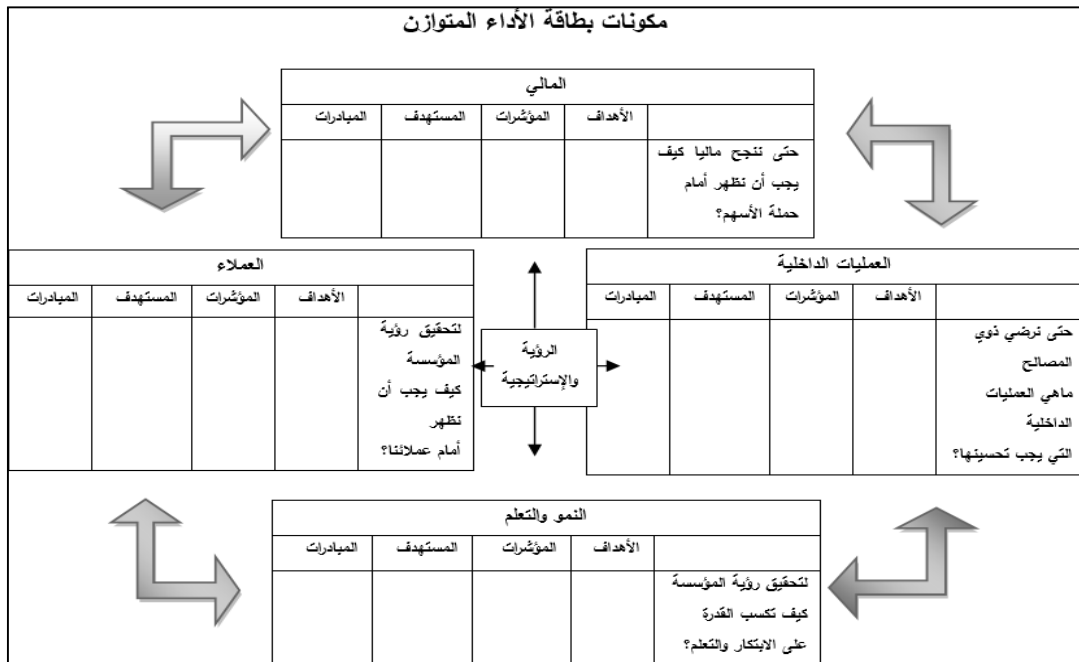 مكونات بطاقة الأداء المتوازن
المالي
الأهداف المؤشرات المستهدف المبادرات
حتى ننجح ماليا كيف
يجب أن نظهر أمام
حملة الأسهم؟
العمليات الداخلية
الأهداف المؤشرات المستهدف المبادرات
حتى نرضي ذوي
المصالح
ماهي العمليات
الداخلية
التي يجب تحسينها؟
الرؤية
والإستراتيجية
العملاء
الأهداف المؤشرات المستهدف المبادرات
لتحقيق رؤية
المؤسسة
كيف يجب أن
نظهر
أمام عملائنا؟
النمو والتعلم
الأهداف المؤشرات المستهدف المبادرات
لتحقيق رؤية المؤسسة
كيف تكسب القدرة
على الابتكار والتعلم؟